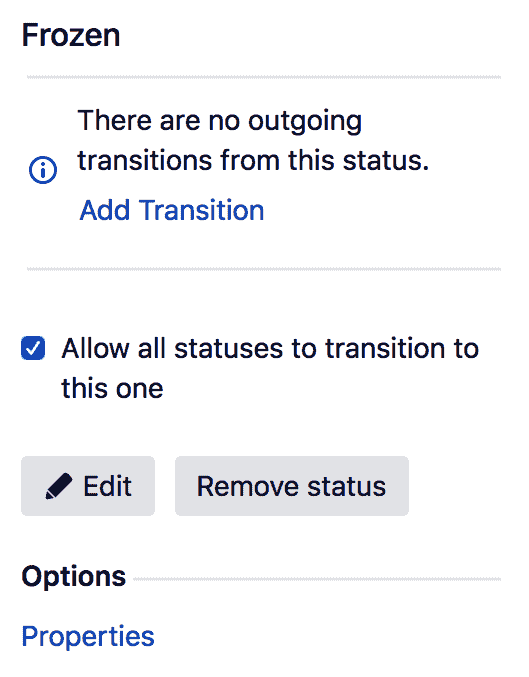 Frozen
There are no outgoing
transitions from this status.
Add Transition
Allow all statuses to transition to
this one
Edit
Remove status
Options
Properties